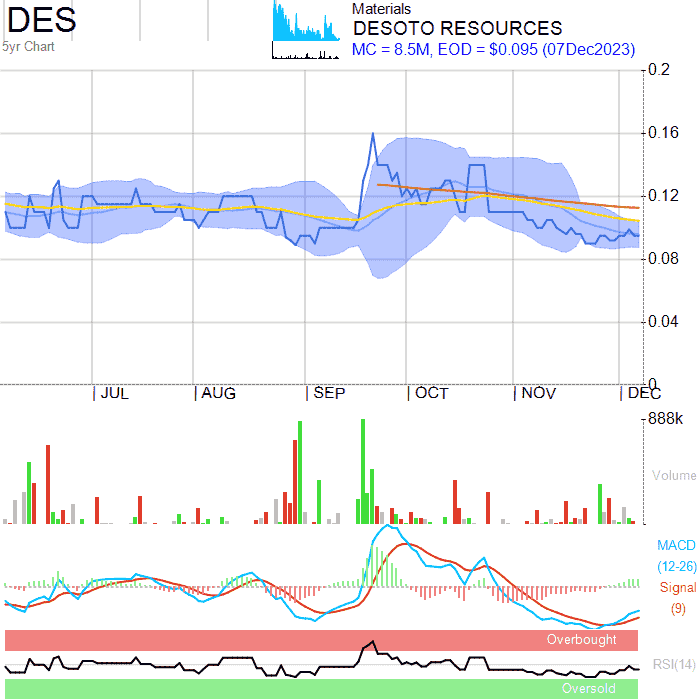 DES
5yr Chart
Materials
DESOTO RESOURCES
MC = 8.5M, EOD = $0.095 (07Dec2023)
0.2
0.16
0.12
0.08
0.04
0
JUL AUG SEP OCT NOV DEC
888k
Volume
MACD
(12-26)
Signal
(9)
Overbought
RSI(14)
Oversold